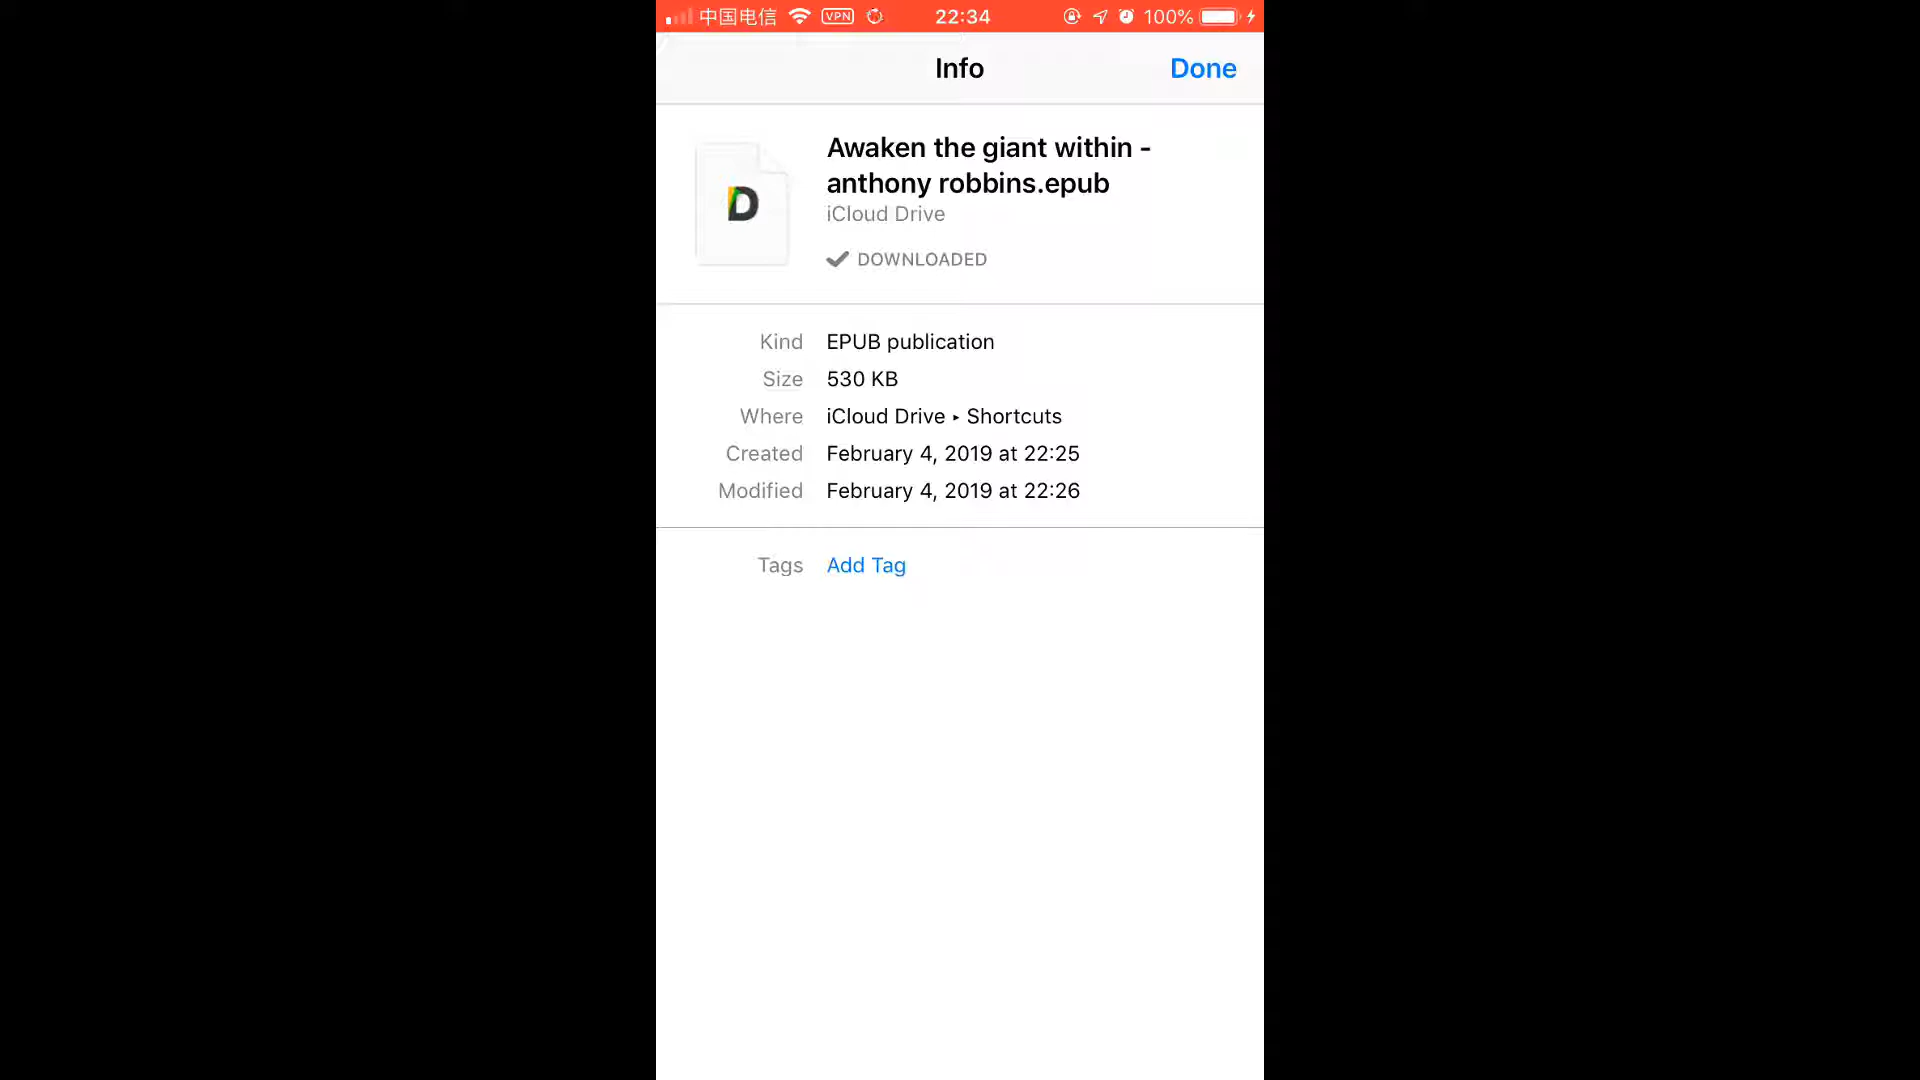 中国电信 VPN 22:34 100%
Info Done
Awaken the giant within -
anthony robbins.epub
iCloud Drive
DOWNLOADED
D
Kind EPUB publication
Size 530 KB
Where iCloud Drive ▸ Shortcuts
Created February 4, 2019 at 22:25
Modified February 4, 2019 at 22:26
Tags Add Tag